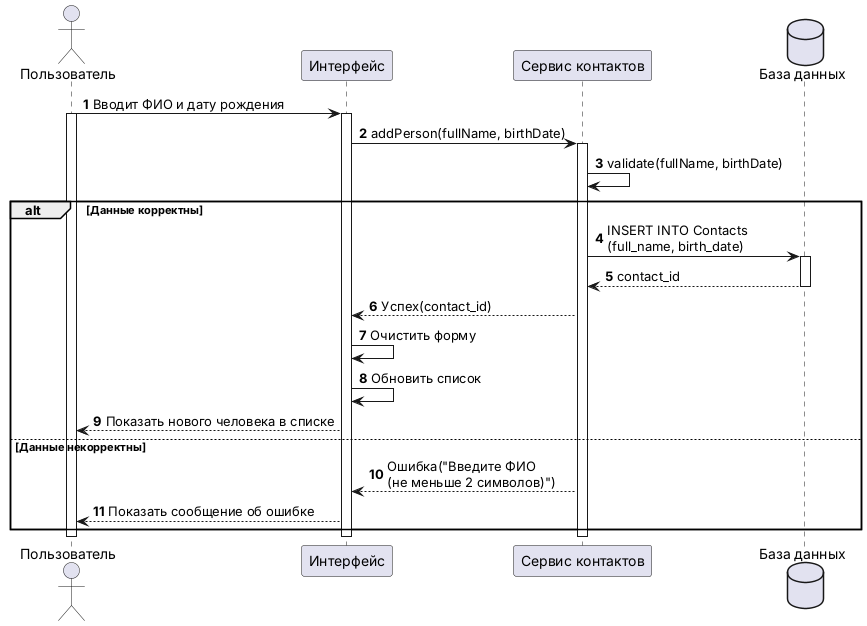 Пользователь
Интерфейс
Сервис контактов
База данных
1 Вводит ФИО и дату рождения
2 addPerson(fullName, birthDate)
3 validate(fullName, birthDate)
alt [Данные корректны]
4 INSERT INTO Contacts
(full_name, birth_date)
5 contact_id
6 Успех(contact_id)
7 Очистить форму
8 Обновить список
9 Показать нового человека в списке
[Данные некорректны]
10 Ошибка("Введите ФИО
(не меньше 2 символов)")
11 Показать сообщение об ошибке
Пользователь
Интерфейс
Сервис контактов
База данных